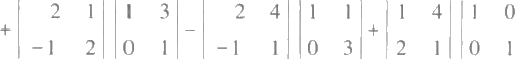 + | 2 1 | | 1 3 | − | 2 4 | | 1 1 | + | 1 4 | | 1 0 |
| −1 2 | | 0 1 | | −1 1 | | 0 3 | | 2 1 | | 0 1 |